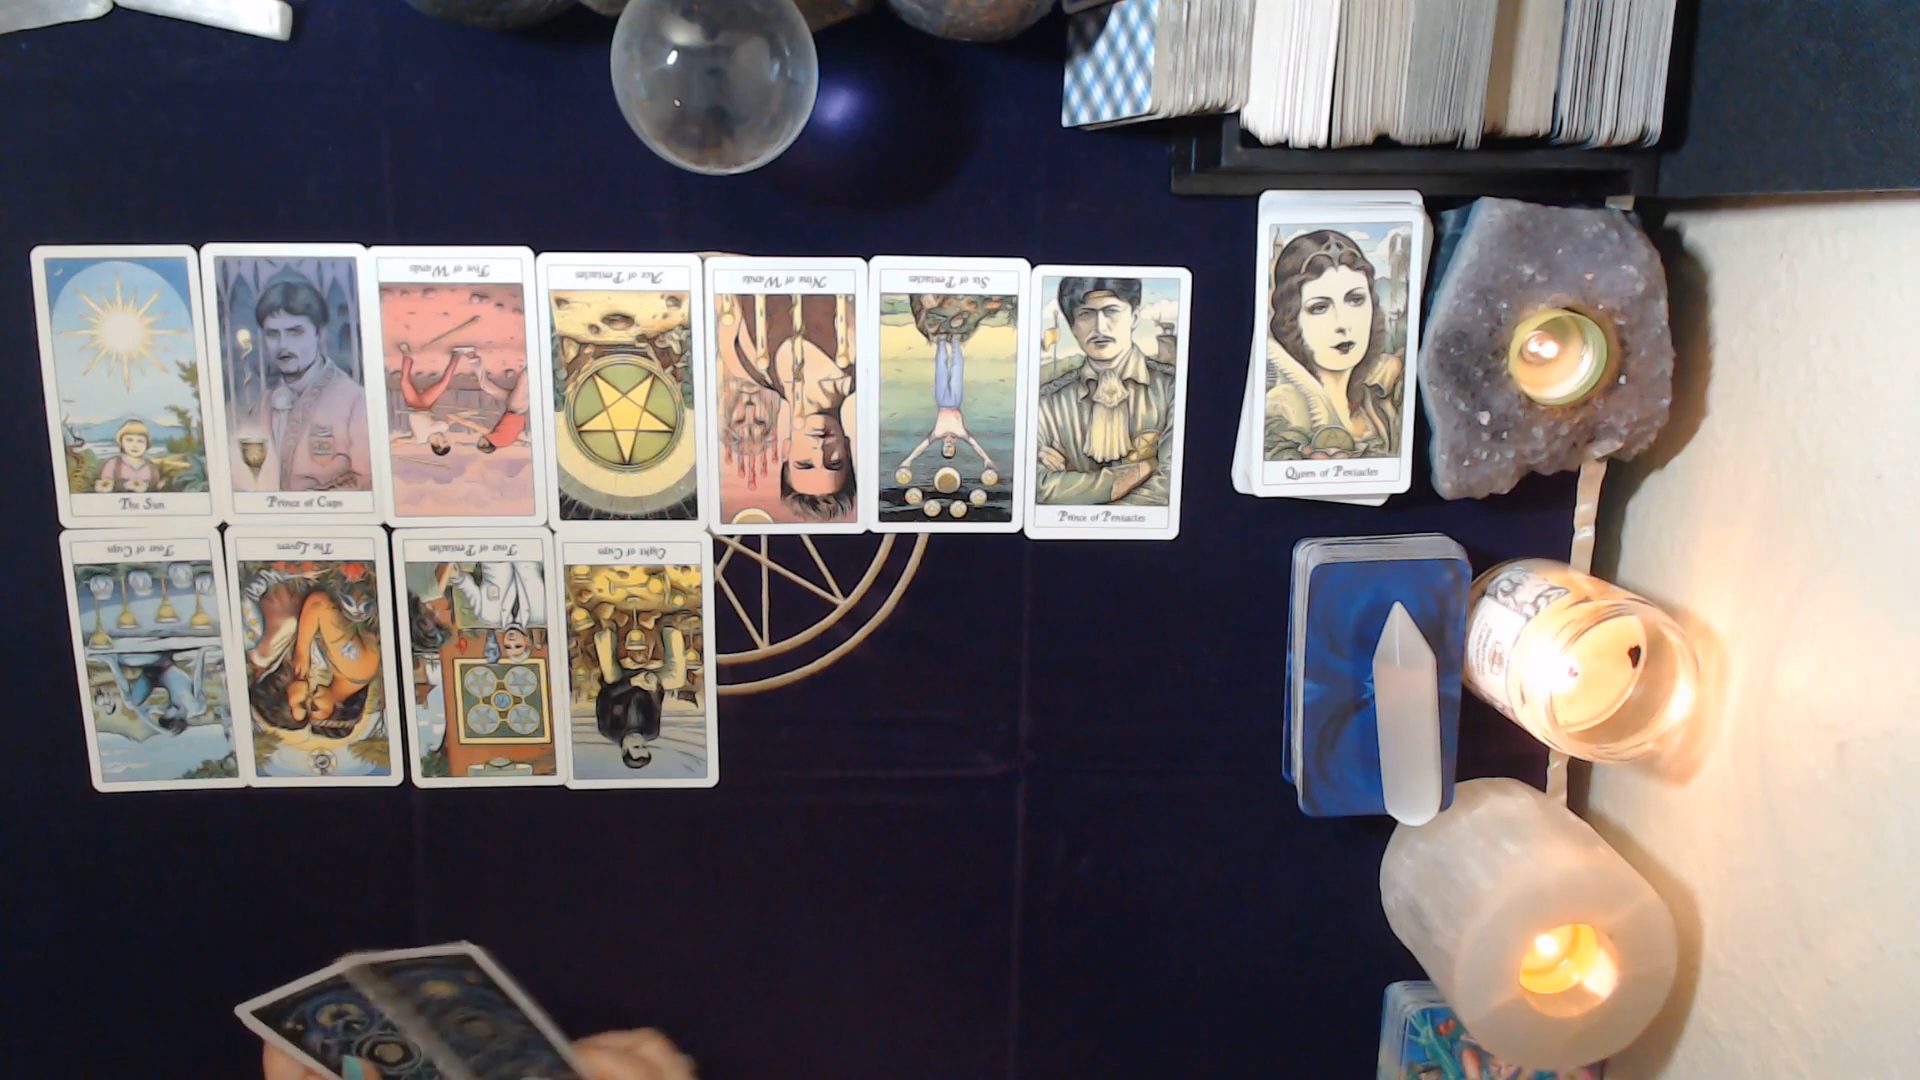 The Sun
Prince of Cups
Five of Wands
Ace of Pentacles
Nine of Wands
Six of Pentacles
Prince of Pentacles
Queen of Pentacles
Four of Cups
The Lovers
Four of Pentacles
Eight of Cups